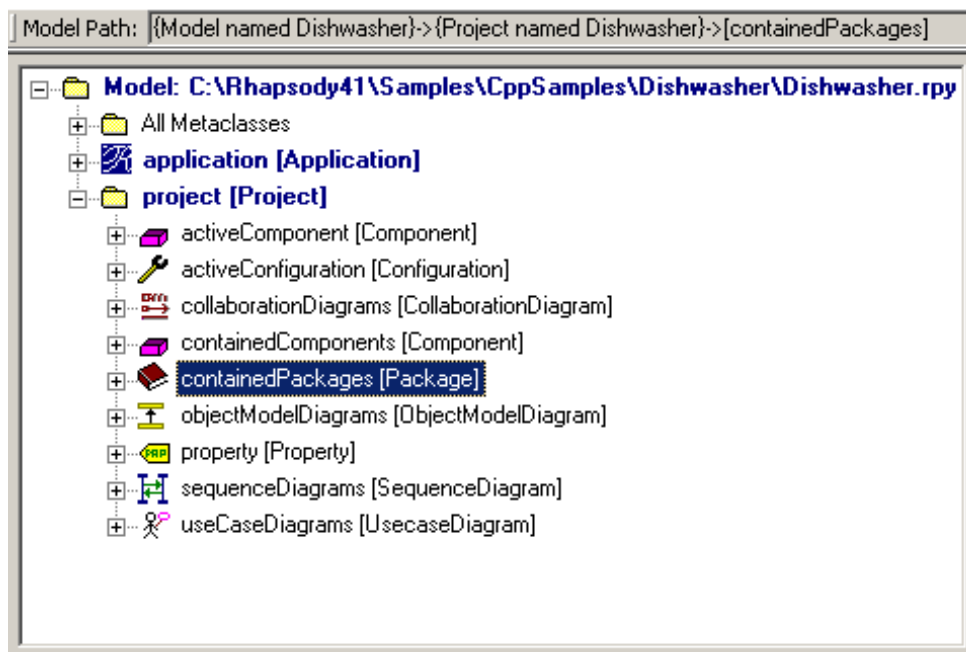 Model Path: {Model named Dishwasher}->{Project named Dishwasher}->[containedPackages]
Model: C:\Rhapsody41\Samples\CppSamples\Dishwasher\Dishwasher.rpy
All Metaclasses
application [Application]
project [Project]
activeComponent [Component]
activeConfiguration [Configuration]
collaborationDiagrams [CollaborationDiagram]
containedComponents [Component]
containedPackages [Package]
objectModelDiagrams [ObjectModelDiagram]
PRP property [Property]
sequenceDiagrams [SequenceDiagram]
useCaseDiagrams [UsecaseDiagram]